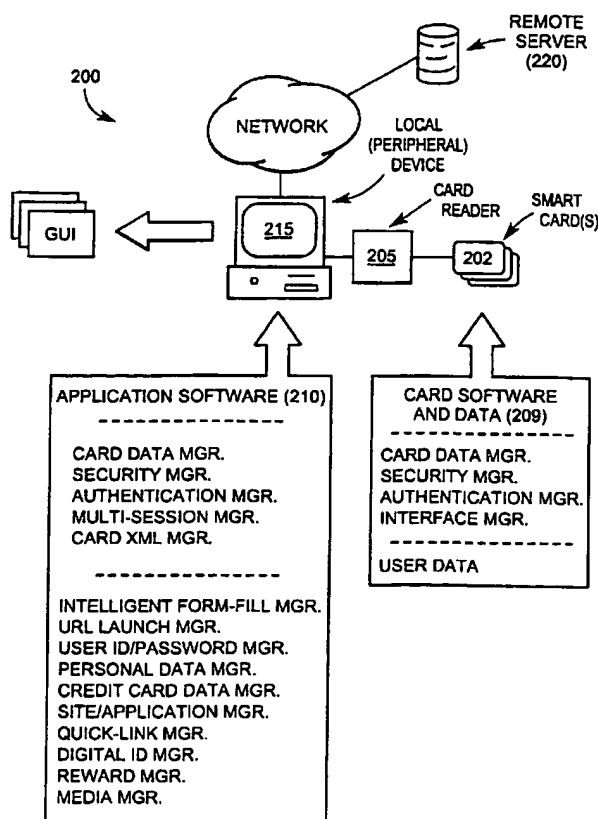 REMOTE
SERVER
(220)
200
NETWORK
LOCAL
(PERIPHERAL)
DEVICE
CARD
READER
SMART
CARD(S)
GUI
215
205
202
APPLICATION SOFTWARE (210)
CARD DATA MGR.
SECURITY MGR.
AUTHENTICATION MGR.
MULTI-SESSION MGR.
CARD XML MGR.
INTELLIGENT FORM-FILL MGR.
URL LAUNCH MGR.
USER ID/PASSWORD MGR.
PERSONAL DATA MGR.
CREDIT CARD DATA MGR.
SITE/APPLICATION MGR.
QUICK-LINK MGR.
DIGITAL ID MGR.
REWARD MGR.
MEDIA MGR.
CARD SOFTWARE
AND DATA (209)
CARD DATA MGR.
SECURITY MGR.
AUTHENTICATION MGR.
INTERFACE MGR.
USER DATA